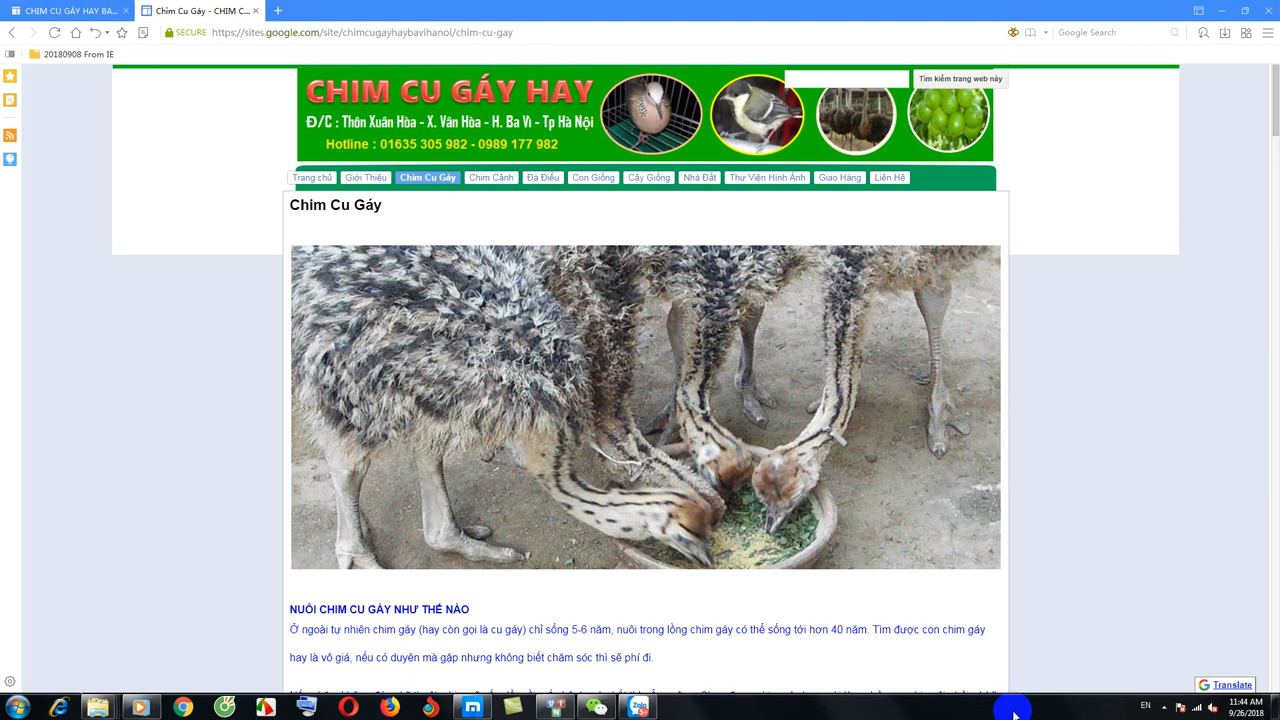 CHIM CU GÁY HAY BA...
Chim Cu Gáy - CHIM C...
SECURE https://sites.google.com/site/chimcugayhaybavihanoi/chim-cu-gay
Google Search
20180908 From IE
CHIM CU GÁY HAY
Đ/C : Thôn Xuân Hòa - X. Vân Hòa - H. Ba Vì - Tp Hà Nội
Hotline : 01635 305 982 - 0989 177 982
Tìm kiếm trang web này
Trang chủ Giới Thiệu Chim Cu Gáy Chim Cảnh Đà Điểu Con Giống Cây Giống Nhà Đất Thư Viện Hình Ảnh Giao Hàng Liên Hệ
Chim Cu Gáy
NUÔI CHIM CU GÁY NHƯ THẾ NÀO
Ở ngoài tự nhiên chim gáy (hay còn gọi là cu gáy) chỉ sống 5-6 năm, nuôi trong lồng chim gáy có thể sống tới hơn 40 năm. Tìm được con chim gáy
hay là vô giá, nếu có duyên mà gặp nhưng không biết chăm sóc thì sẽ phí đi.
Translate
EN
11:44 AM
9/26/2018